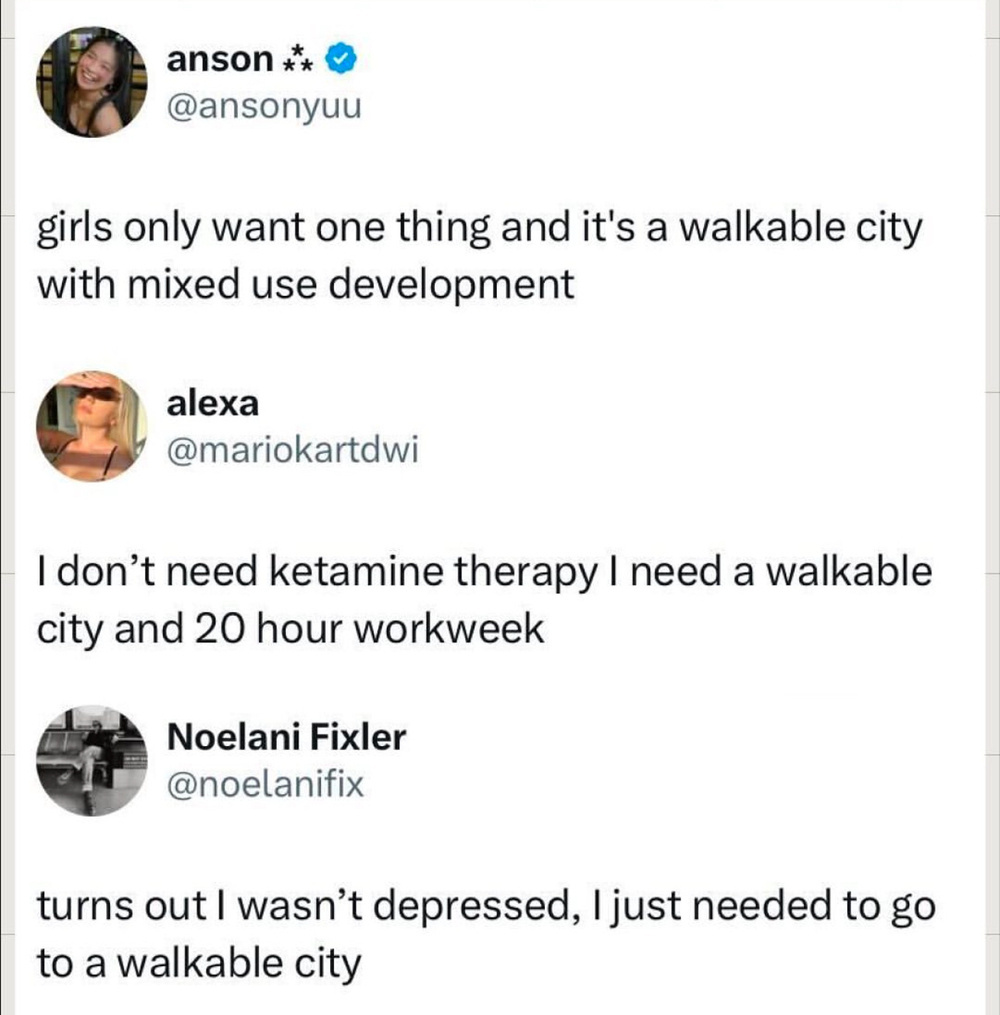 anson ⁂
@ansonyuu
girls only want one thing and it's a walkable city
with mixed use development
alexa
@mariokartdwi
I don’t need ketamine therapy I need a walkable
city and 20 hour workweek
Noelani Fixler
@noelanifix
turns out I wasn’t depressed, I just needed to go
to a walkable city